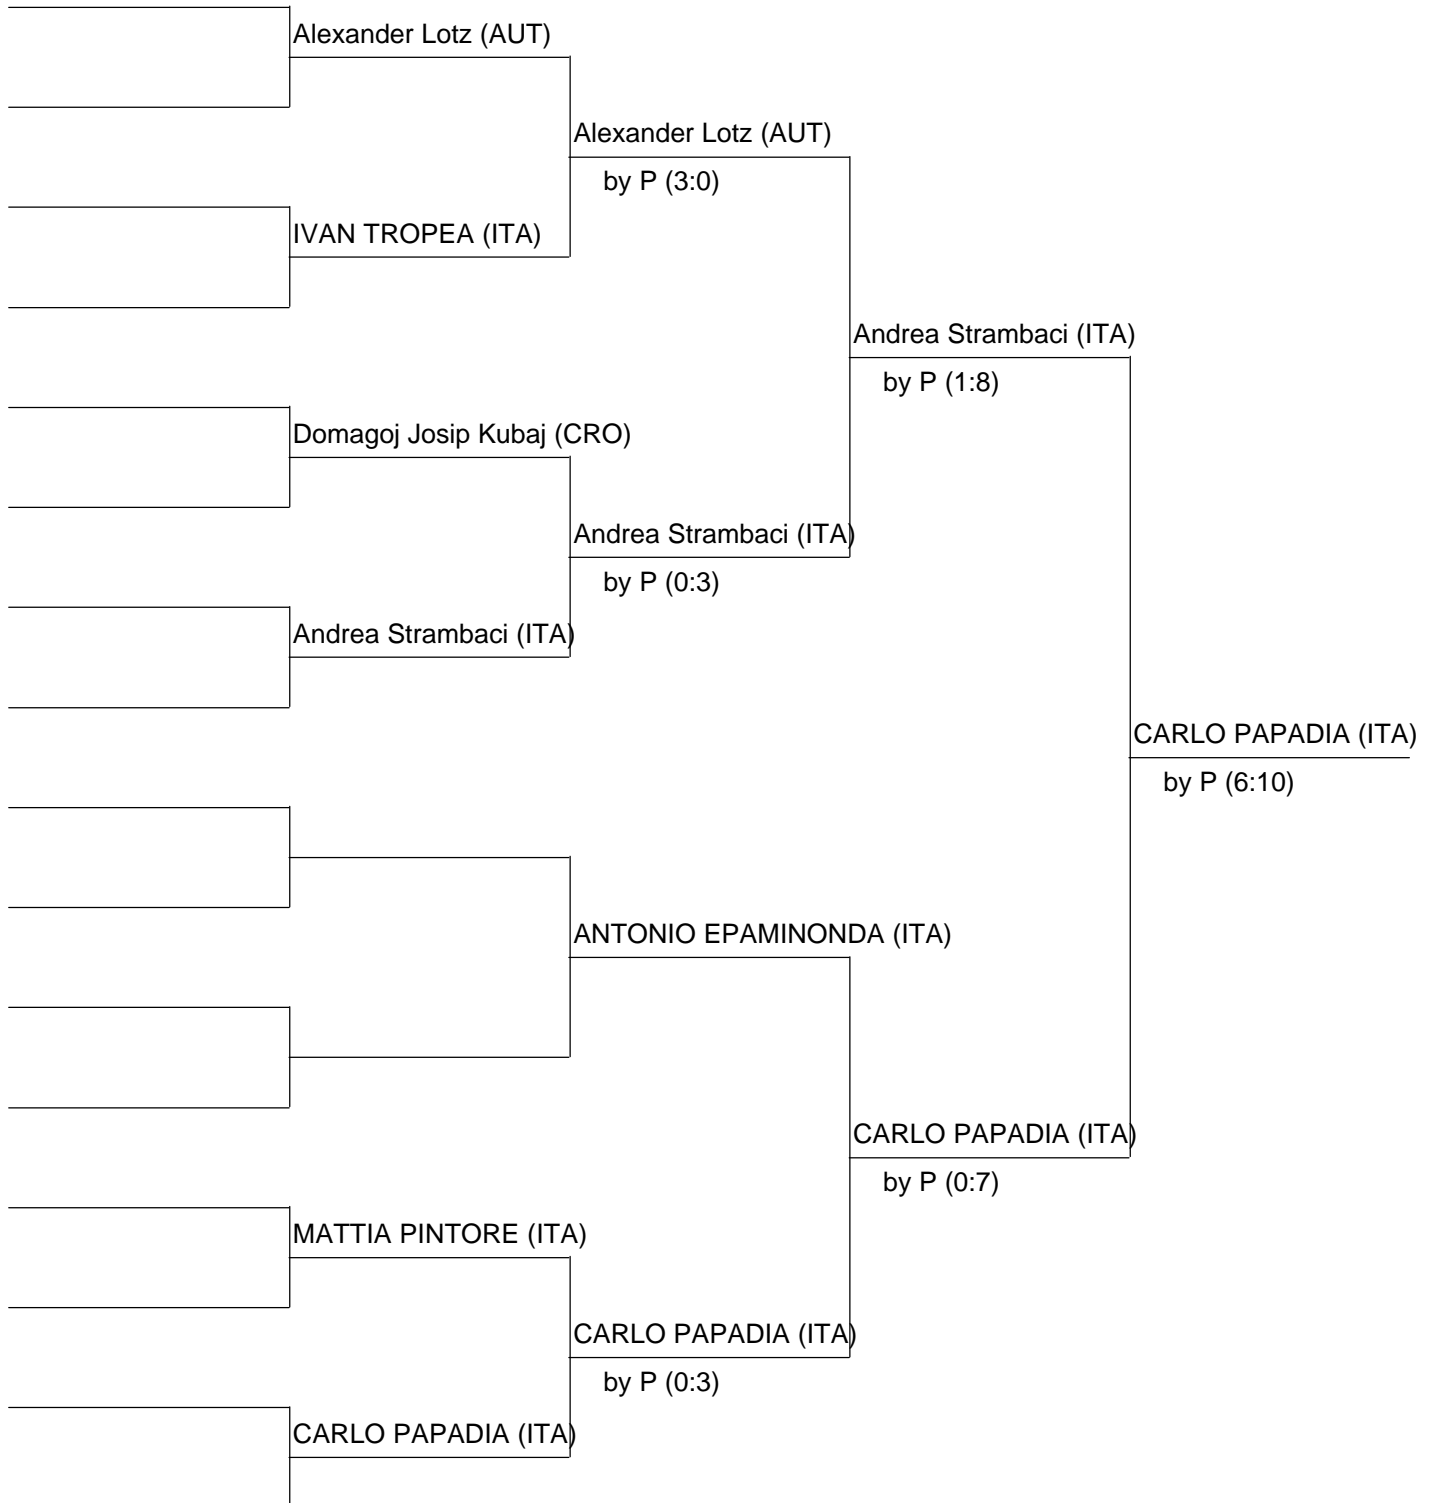 Alexander Lotz (AUT)
Alexander Lotz (AUT)
by P (3:0)
IVAN TROPEA (ITA)
Andrea Strambaci (ITA)
by P (1:8)
Domagoj Josip Kubaj (CRO)
Andrea Strambaci (ITA)
by P (0:3)
Andrea Strambaci (ITA)
CARLO PAPADIA (ITA)
by P (6:10)
ANTONIO EPAMINONDA (ITA)
CARLO PAPADIA (ITA)
by P (0:7)
MATTIA PINTORE (ITA)
CARLO PAPADIA (ITA)
by P (0:3)
CARLO PAPADIA (ITA)